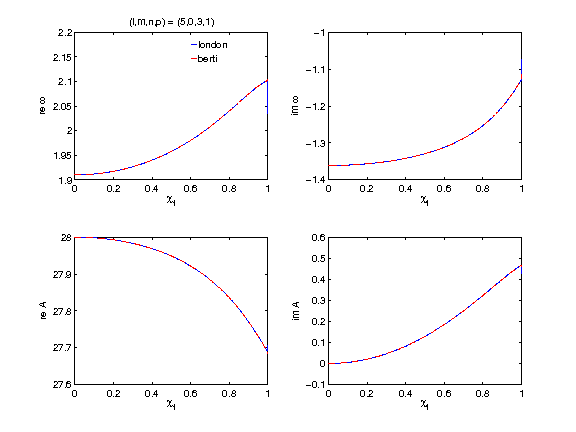 (l,m,n,p) = (5,0,3,1)
london
berti
2.2
2.15
2.1
2.05
2
1.95
1.9
re ω
0 0.2 0.4 0.6 0.8 1
χf
−1
−1.1
−1.2
−1.3
−1.4
im ω
0 0.2 0.4 0.6 0.8 1
χf
28
27.9
27.8
27.7
27.6
re A
0 0.2 0.4 0.6 0.8 1
χf
0.6
0.5
0.4
0.3
0.2
0.1
0
−0.1
im A
0 0.2 0.4 0.6 0.8 1
χf